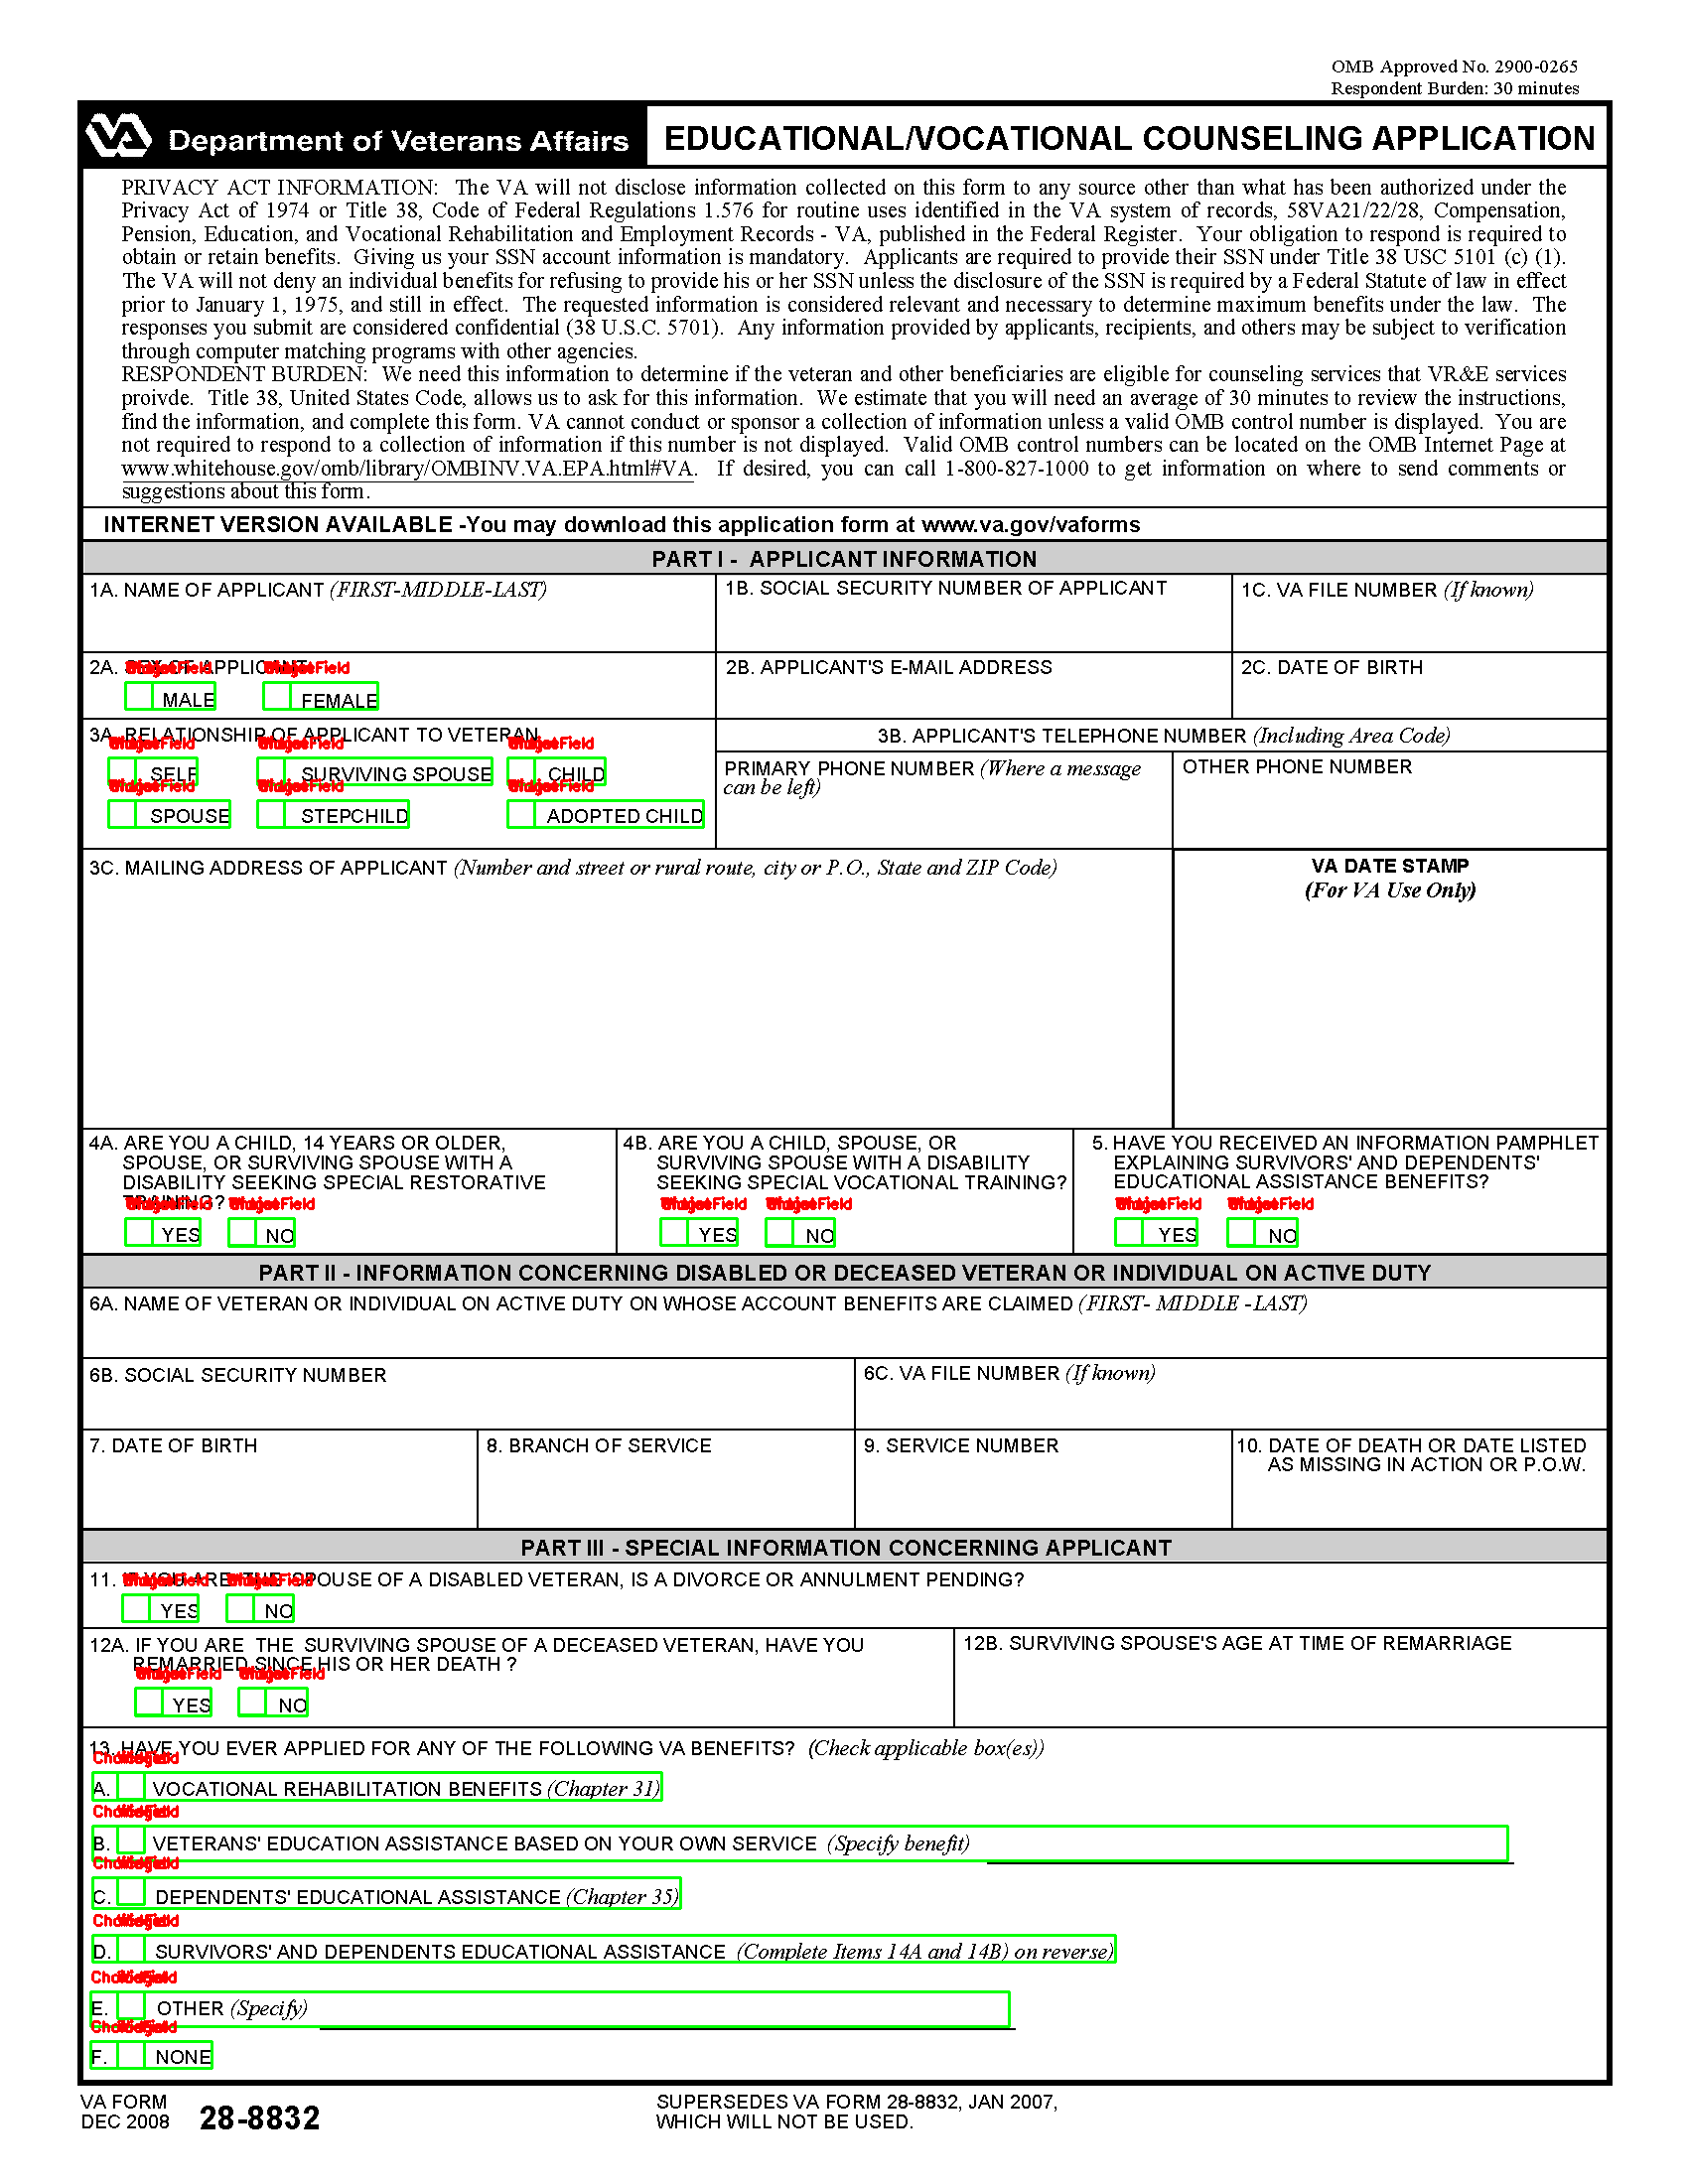 OMB Approved No. 2900-0265
Respondent Burden: 30 minutes
VA Department of Veterans Affairs
EDUCATIONAL/VOCATIONAL COUNSELING APPLICATION
PRIVACY ACT INFORMATION: The VA will not disclose information collected on this form to any source other than what has been authorized under the
Privacy Act of 1974 or Title 38, Code of Federal Regulations 1.576 for routine uses identified in the VA system of records, 58VA21/22/28, Compensation,
Pension, Education, and Vocational Rehabilitation and Employment Records - VA, published in the Federal Register. Your obligation to respond is required to
obtain or retain benefits. Giving us your SSN account information is mandatory. Applicants are required to provide their SSN under Title 38 USC 5101 (c) (1).
The VA will not deny an individual benefits for refusing to provide his or her SSN unless the disclosure of the SSN is required by a Federal Statute of law in effect
prior to January 1, 1975, and still in effect. The requested information is considered relevant and necessary to determine maximum benefits under the law. The
responses you submit are considered confidential (38 U.S.C. 5701). Any information provided by applicants, recipients, and others may be subject to verification
through computer matching programs with other agencies.
RESPONDENT BURDEN: We need this information to determine if the veteran and other beneficiaries are eligible for counseling services that VR&E services
proivde. Title 38, United States Code, allows us to ask for this information. We estimate that you will need an average of 30 minutes to review the instructions,
find the information, and complete this form. VA cannot conduct or sponsor a collection of information unless a valid OMB control number is displayed. You are
not required to respond to a collection of information if this number is not displayed. Valid OMB control numbers can be located on the OMB Internet Page at
www.whitehouse.gov/omb/library/OMBINV.VA.EPA.html#VA. If desired, you can call 1-800-827-1000 to get information on where to send comments or
suggestions about this form.
INTERNET VERSION AVAILABLE -You may download this application form at www.va.gov/vaforms
PART I - APPLICANT INFORMATION
1A. NAME OF APPLICANT (FIRST-MIDDLE-LAST)
1B. SOCIAL SECURITY NUMBER OF APPLICANT
1C. VA FILE NUMBER (If known)
2A. SEX OF APPLICANT
MALE
FEMALE
2B. APPLICANT'S E-MAIL ADDRESS
2C. DATE OF BIRTH
3A. RELATIONSHIP OF APPLICANT TO VETERAN
SELF
SURVIVING SPOUSE
CHILD
SPOUSE
STEPCHILD
ADOPTED CHILD
3B. APPLICANT'S TELEPHONE NUMBER (Including Area Code)
PRIMARY PHONE NUMBER (Where a message
can be left)
OTHER PHONE NUMBER
3C. MAILING ADDRESS OF APPLICANT (Number and street or rural route, city or P.O., State and ZIP Code)
VA DATE STAMP
(For VA Use Only)
4A. ARE YOU A CHILD, 14 YEARS OR OLDER,
SPOUSE, OR SURVIVING SPOUSE WITH A
DISABILITY SEEKING SPECIAL RESTORATIVE
TRAINING?
YES
NO
4B. ARE YOU A CHILD, SPOUSE, OR
SURVIVING SPOUSE WITH A DISABILITY
SEEKING SPECIAL VOCATIONAL TRAINING?
YES
NO
5. HAVE YOU RECEIVED AN INFORMATION PAMPHLET
EXPLAINING SURVIVORS' AND DEPENDENTS'
EDUCATIONAL ASSISTANCE BENEFITS?
YES
NO
PART II - INFORMATION CONCERNING DISABLED OR DECEASED VETERAN OR INDIVIDUAL ON ACTIVE DUTY
6A. NAME OF VETERAN OR INDIVIDUAL ON ACTIVE DUTY ON WHOSE ACCOUNT BENEFITS ARE CLAIMED (FIRST- MIDDLE -LAST)
6B. SOCIAL SECURITY NUMBER
6C. VA FILE NUMBER (If known)
7. DATE OF BIRTH
8. BRANCH OF SERVICE
9. SERVICE NUMBER
10. DATE OF DEATH OR DATE LISTED
AS MISSING IN ACTION OR P.O.W.
PART III - SPECIAL INFORMATION CONCERNING APPLICANT
11. IF YOU ARE THE SPOUSE OF A DISABLED VETERAN, IS A DIVORCE OR ANNULMENT PENDING?
YES
NO
12A. IF YOU ARE THE SURVIVING SPOUSE OF A DECEASED VETERAN, HAVE YOU
REMARRIED SINCE HIS OR HER DEATH ?
YES
NO
12B. SURVIVING SPOUSE'S AGE AT TIME OF REMARRIAGE
13. HAVE YOU EVER APPLIED FOR ANY OF THE FOLLOWING VA BENEFITS? (Check applicable box(es))
A. VOCATIONAL REHABILITATION BENEFITS (Chapter 31)
B. VETERANS' EDUCATION ASSISTANCE BASED ON YOUR OWN SERVICE (Specify benefit)
C. DEPENDENTS' EDUCATIONAL ASSISTANCE (Chapter 35)
D. SURVIVORS' AND DEPENDENTS EDUCATIONAL ASSISTANCE (Complete Items 14A and 14B) on reverse)
E. OTHER (Specify)
F. NONE
VA FORM
DEC 2008 28-8832
SUPERSEDES VA FORM 28-8832, JAN 2007,
WHICH WILL NOT BE USED.